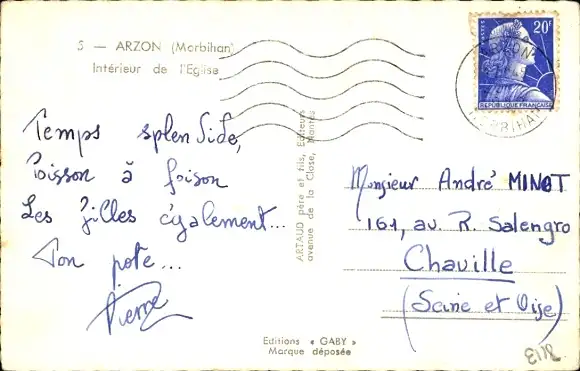 3 — ARZON (Morbihan)
Intérieur de l'Eglise
Temps splendide,
Poisson à foison
Les filles également...
Ton pote...
Pierre
ARTAUD père et fils, Editeurs
avenue de la Close, Nantes
Editions « GABY »
Marque déposée
20F
POSTES
REPUBLIQUE FRANÇAISE
ARZON
MORBIHAN
Monsieur André MINOT
161, av. R. Salengro
Chaville
(Seine et Oise)